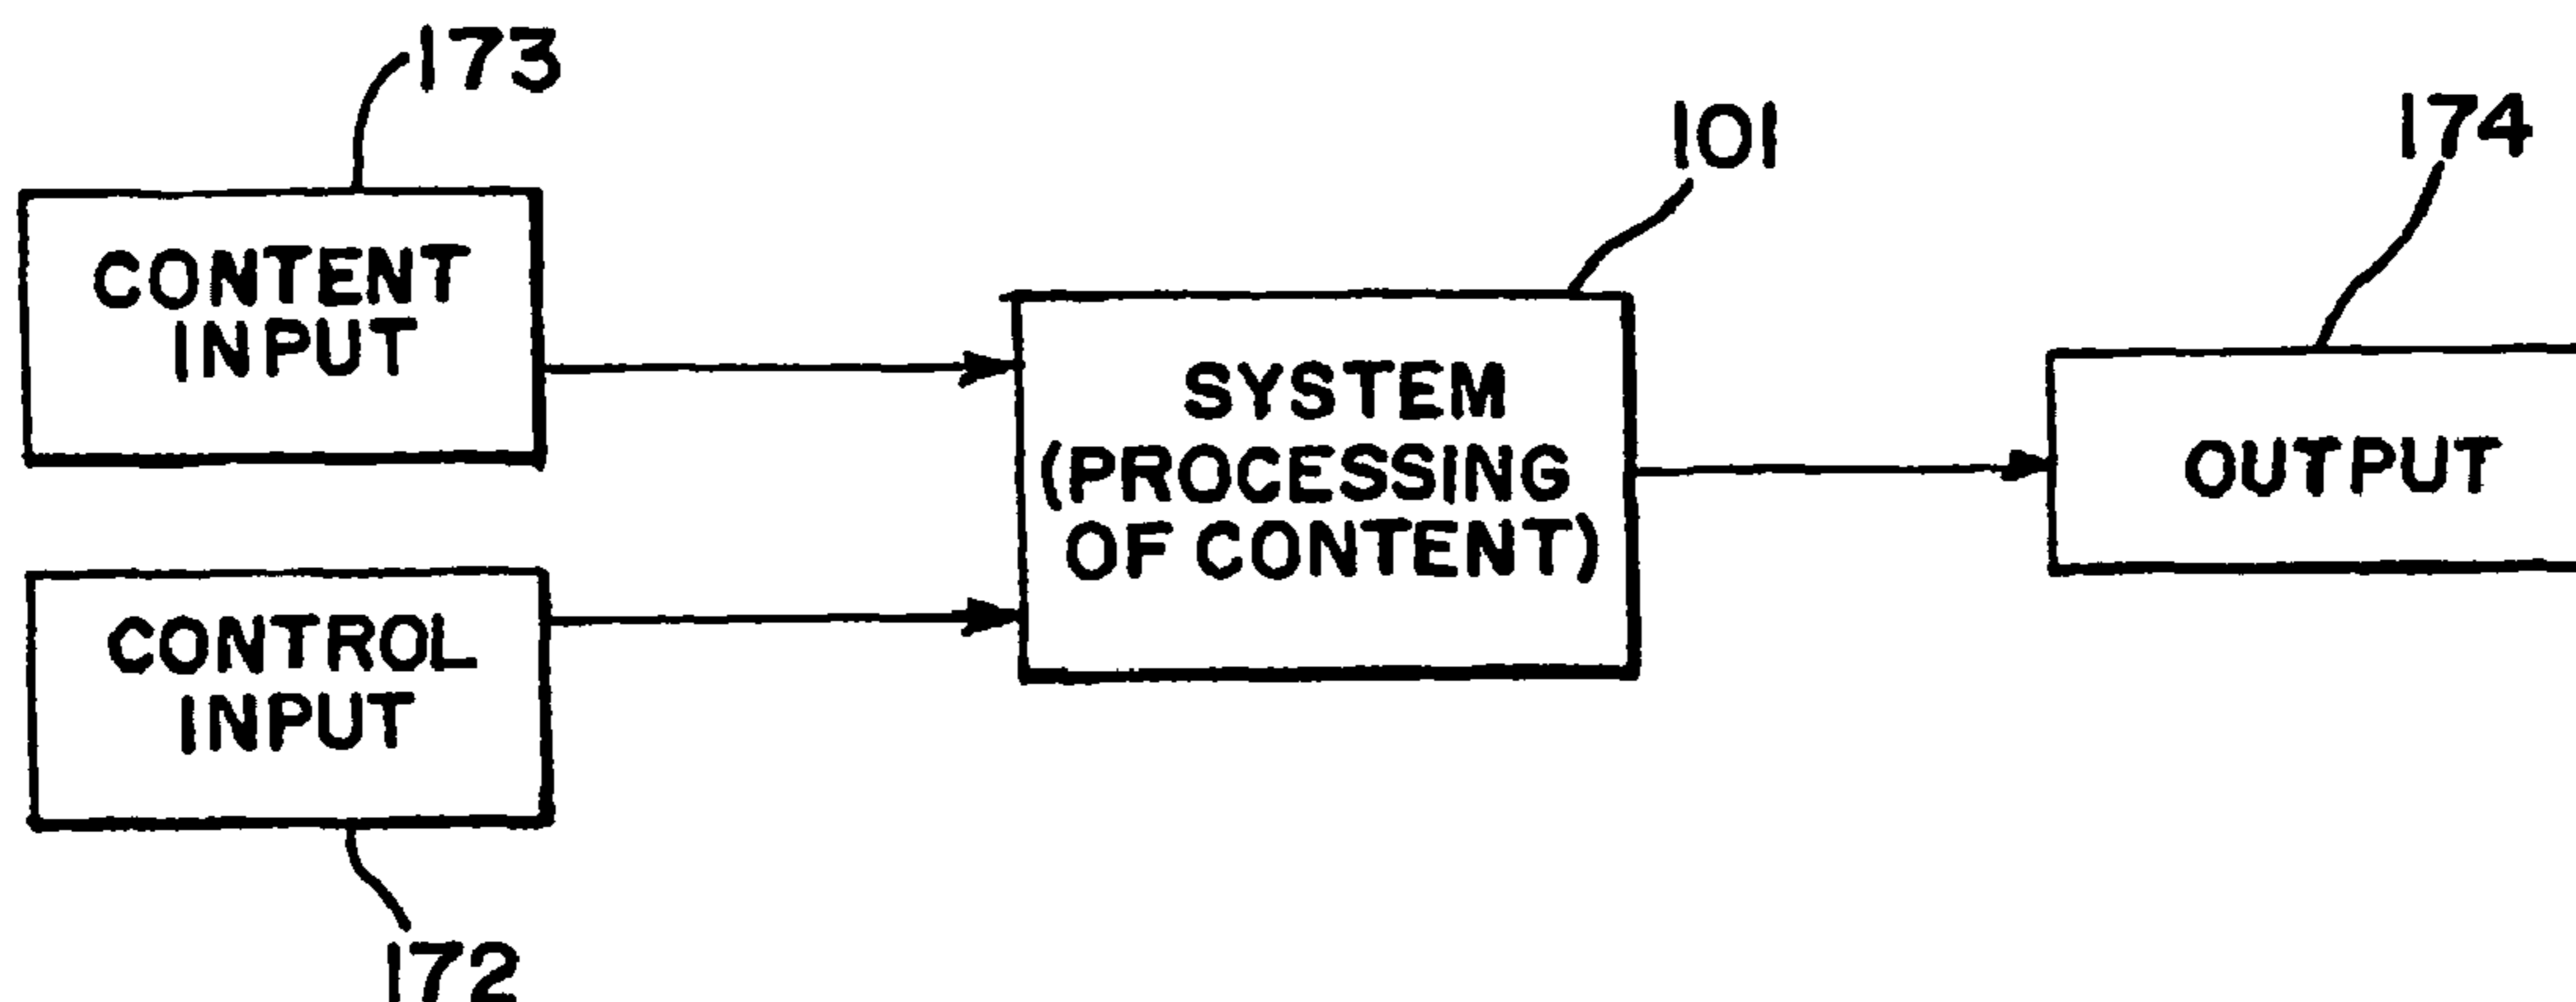 173
CONTENT
INPUT
101
SYSTEM
(PROCESSING
OF CONTENT)
174
OUTPUT
CONTROL
INPUT
172